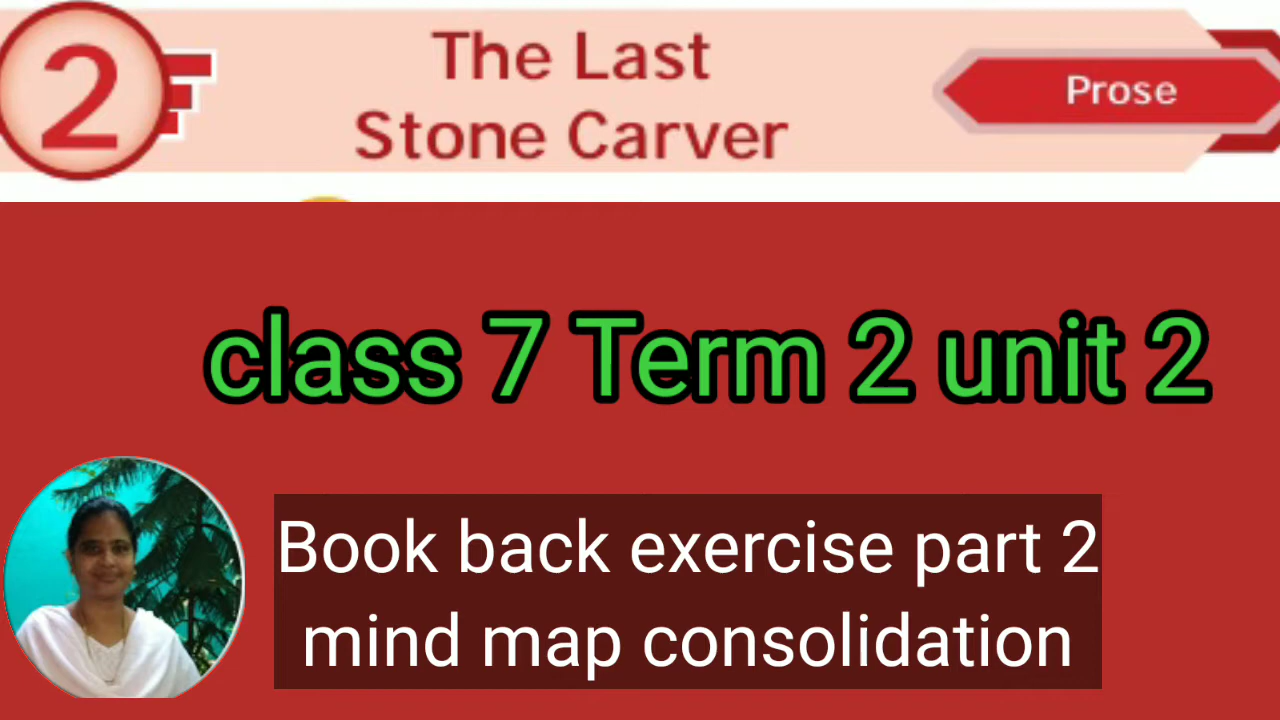 2
The Last
Stone Carver
Prose
class 7 Term 2 unit 2
Book back exercise part 2
mind map consolidation